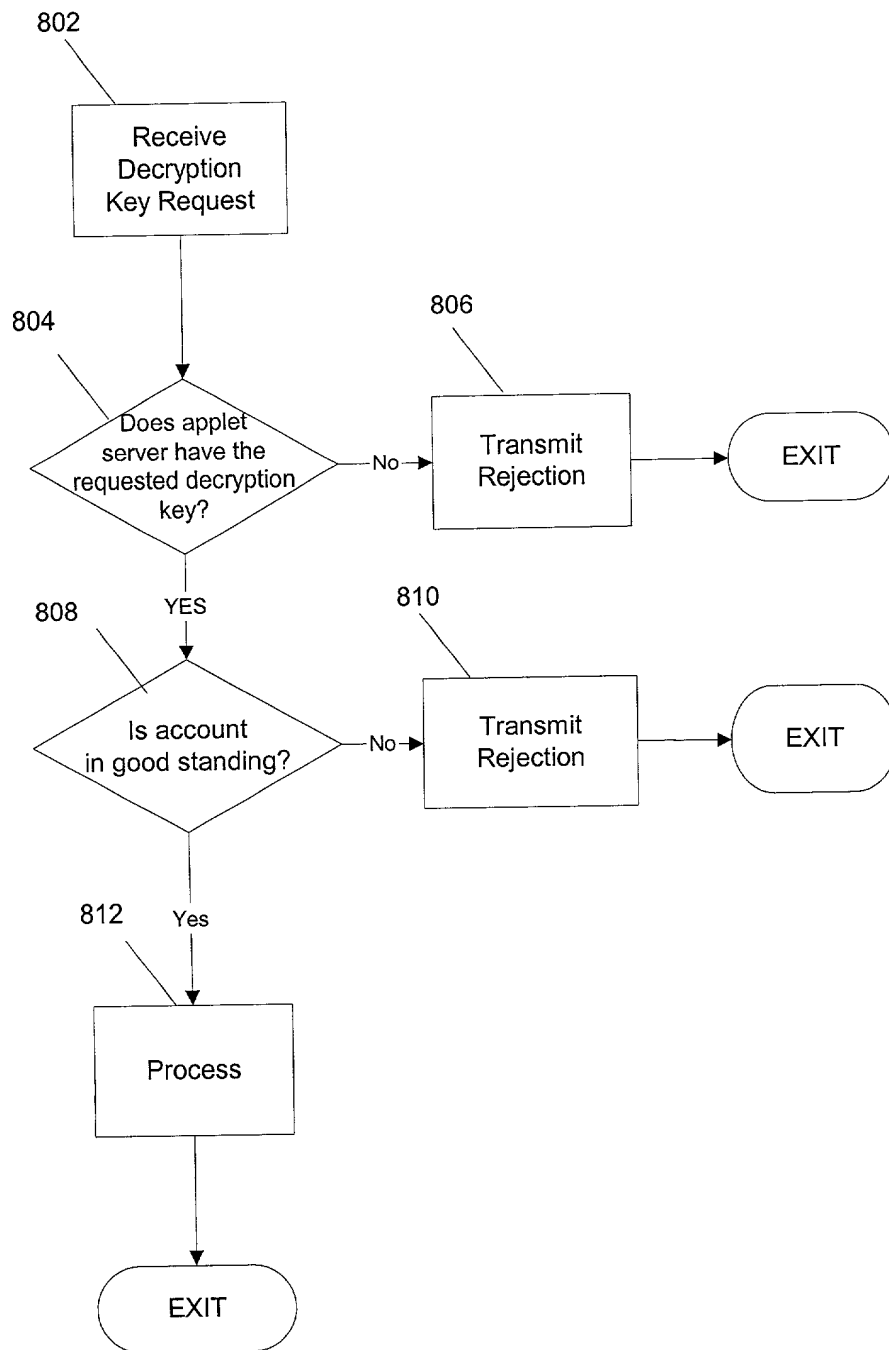 802
Receive
Decryption
Key Request
804
Does applet
server have the
requested decryption
key?
No
806
Transmit
Rejection
EXIT
YES
808
Is account
in good standing?
No
810
Transmit
Rejection
EXIT
Yes
812
Process
EXIT